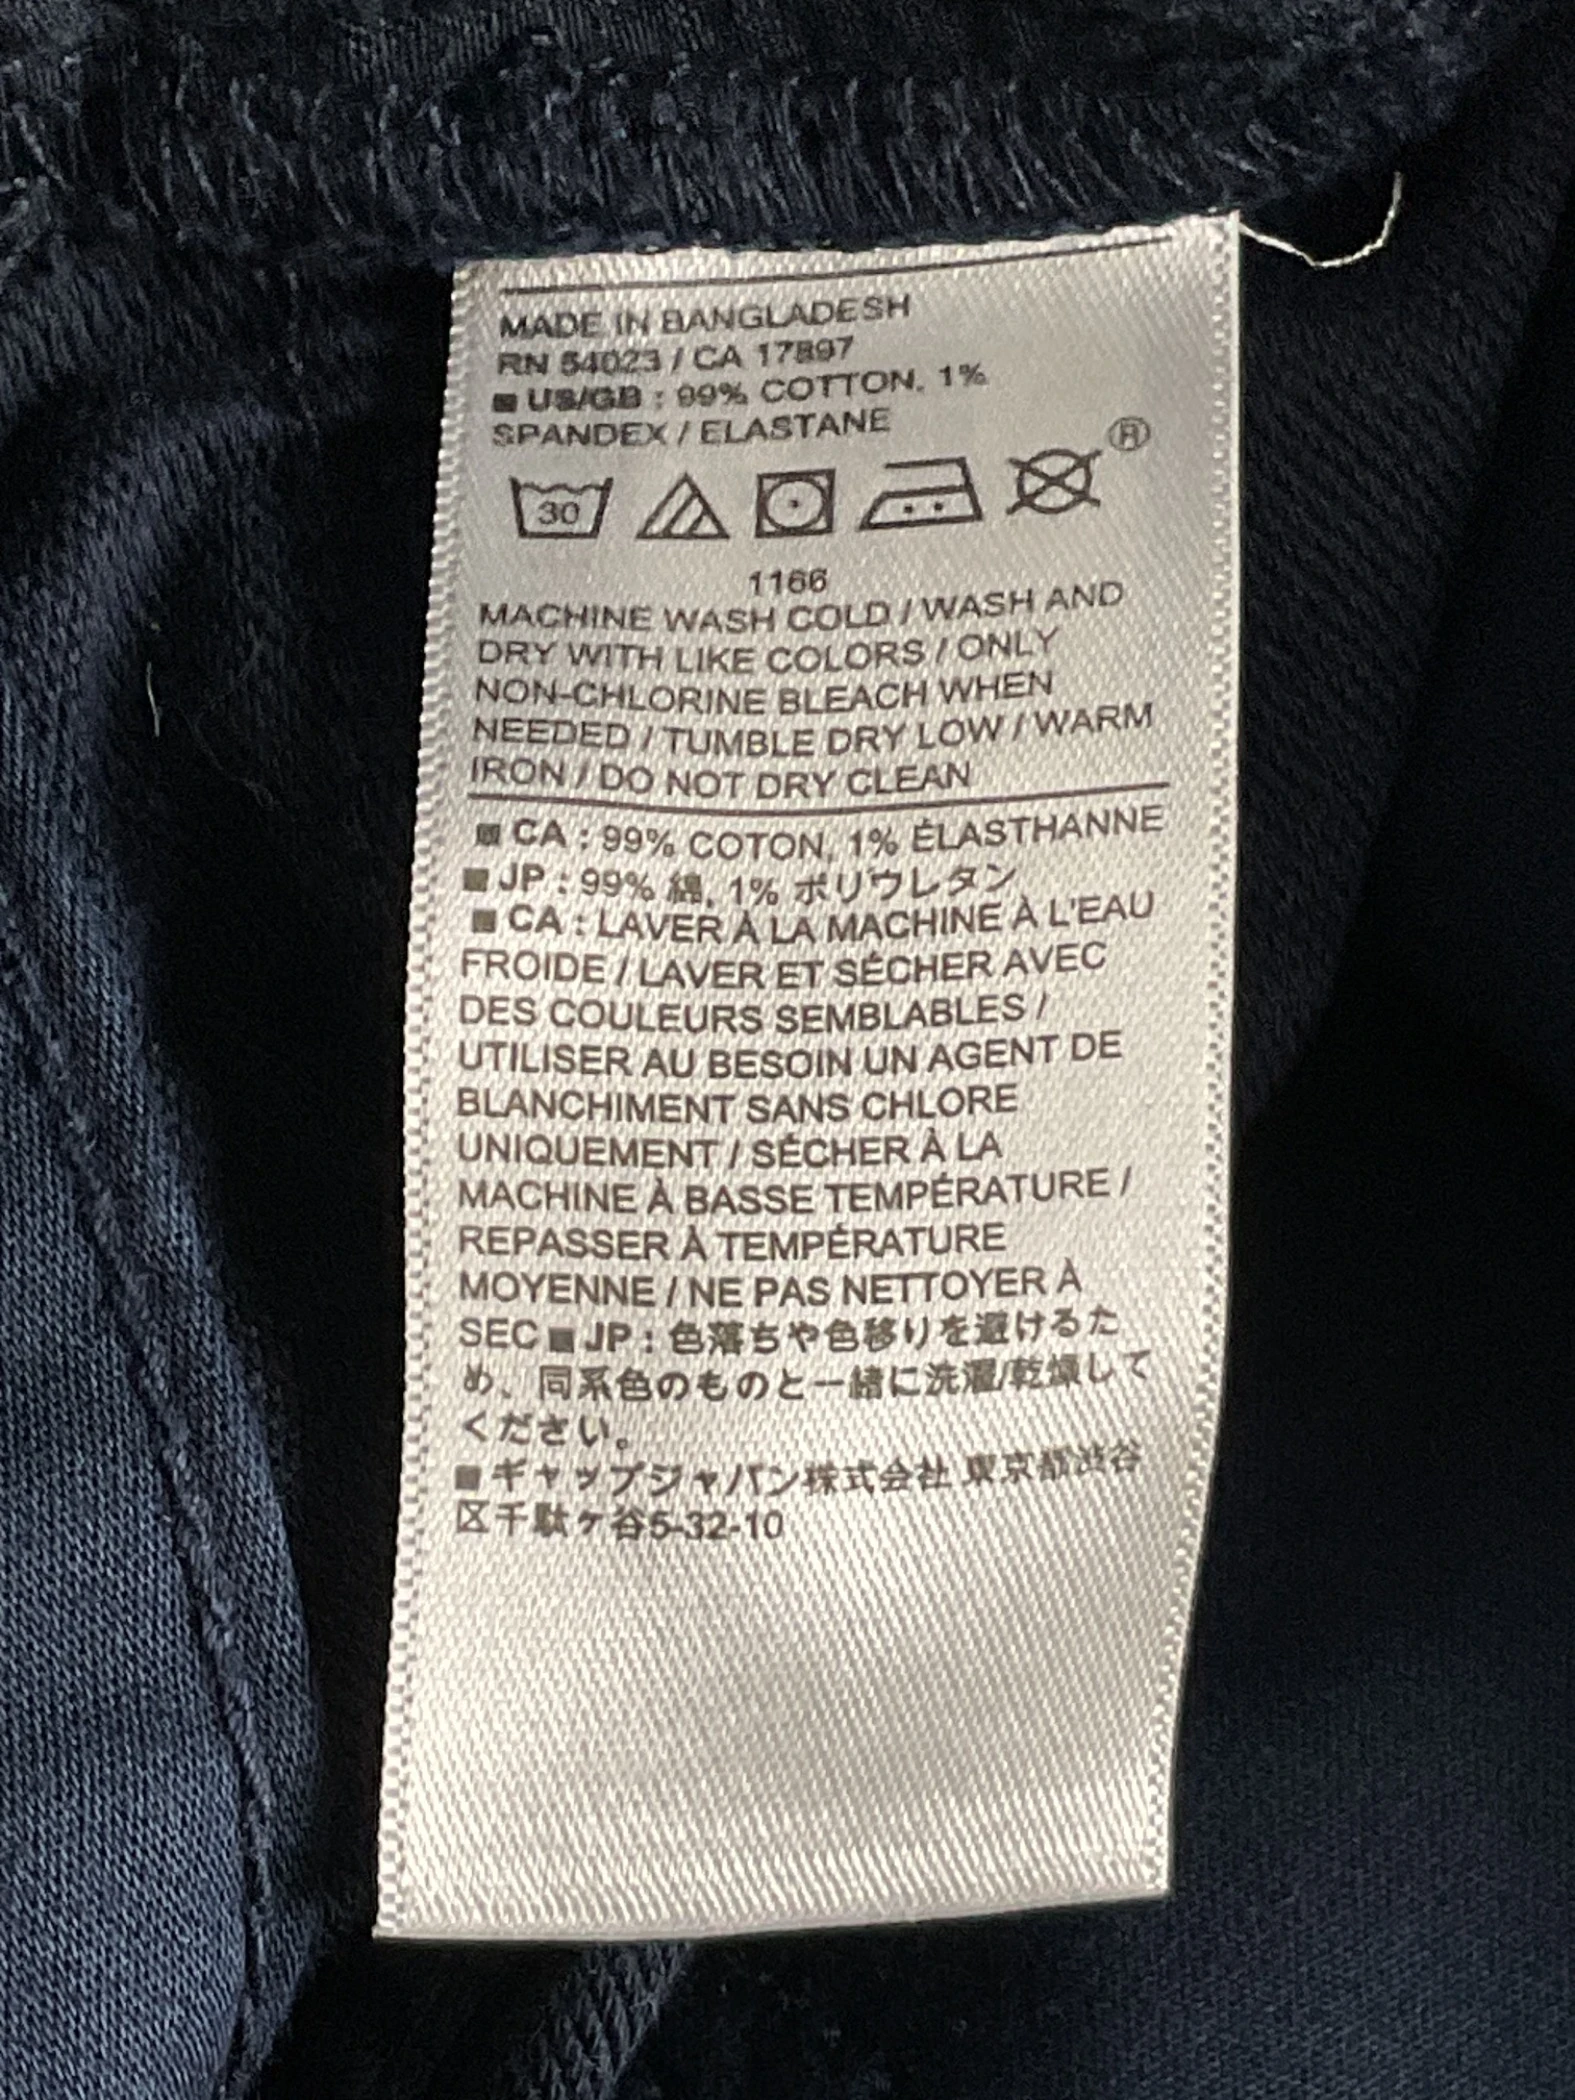 MADE IN BANGLADESH
RN 54023 / CA 17897
■ US/GB : 99% COTTON, 1%
SPANDEX / ELASTANE
®
30
1166
MACHINE WASH COLD / WASH AND
DRY WITH LIKE COLORS / ONLY
NON-CHLORINE BLEACH WHEN
NEEDED / TUMBLE DRY LOW / WARM
IRON / DO NOT DRY CLEAN
■ CA : 99% COTON, 1% ÉLASTHANNE
■ JP : 99% 綿, 1% ポリウレタン
■ CA : LAVER À LA MACHINE À L'EAU
FROIDE / LAVER ET SÉCHER AVEC
DES COULEURS SEMBLABLES /
UTILISER AU BESOIN UN AGENT DE
BLANCHIMENT SANS CHLORE
UNIQUEMENT / SÉCHER À LA
MACHINE À BASSE TEMPÉRATURE /
REPASSER À TEMPÉRATURE
MOYENNE / NE PAS NETTOYER À
SEC ■ JP : 色落ちや色移りを避けるた
め、同系色のものと一緒に洗濯/乾燥して
ください。
■ ギャップジャパン株式会社 東京都渋谷
区千駄ヶ谷5-32-10